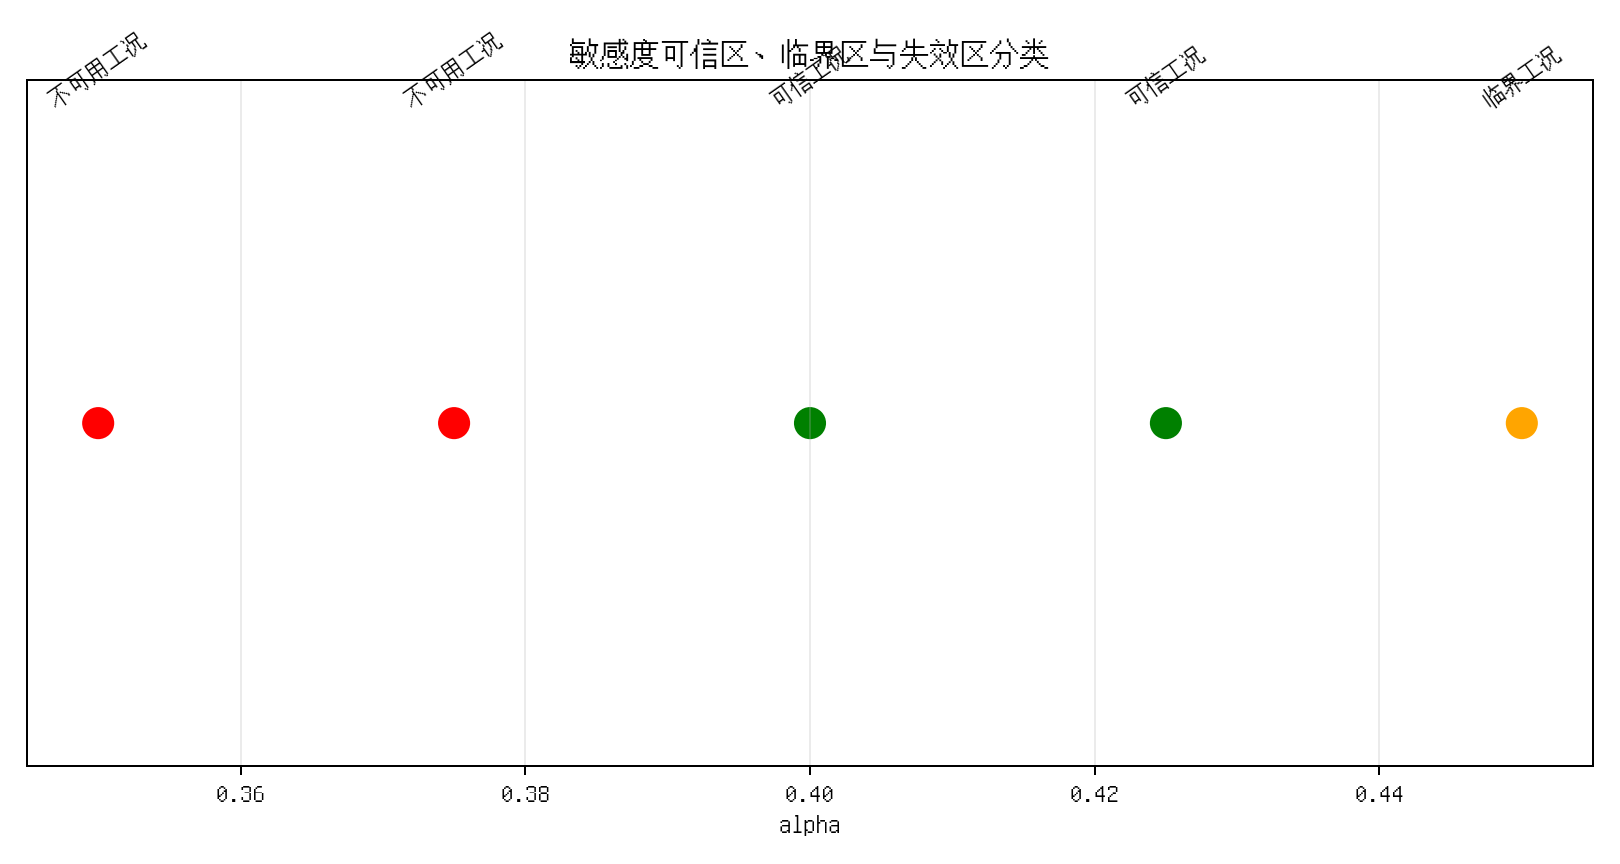 敏感度可信区、临界区与失效区分类
不可用工况
不可用工况
可信工况
可信工况
临界工况
0.36
0.38
0.40
0.42
0.44
alpha